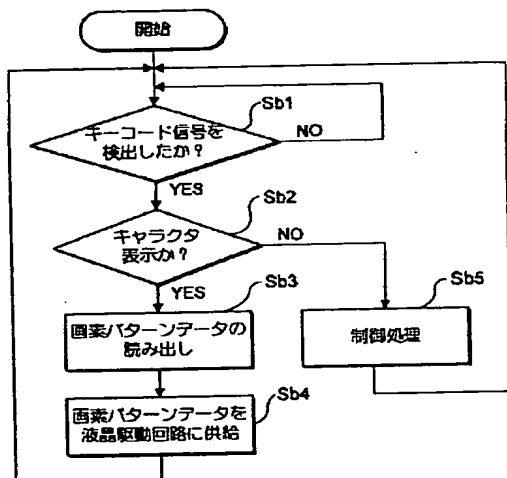 開始
Sb1
キーコード信号を
検出したか？
NO
YES
Sb2
キャラクタ
表示か？
NO
YES
Sb3
画素パターンデータの
読み出し
Sb5
制御処理
Sb4
画素パターンデータを
液晶駆動回路に供給